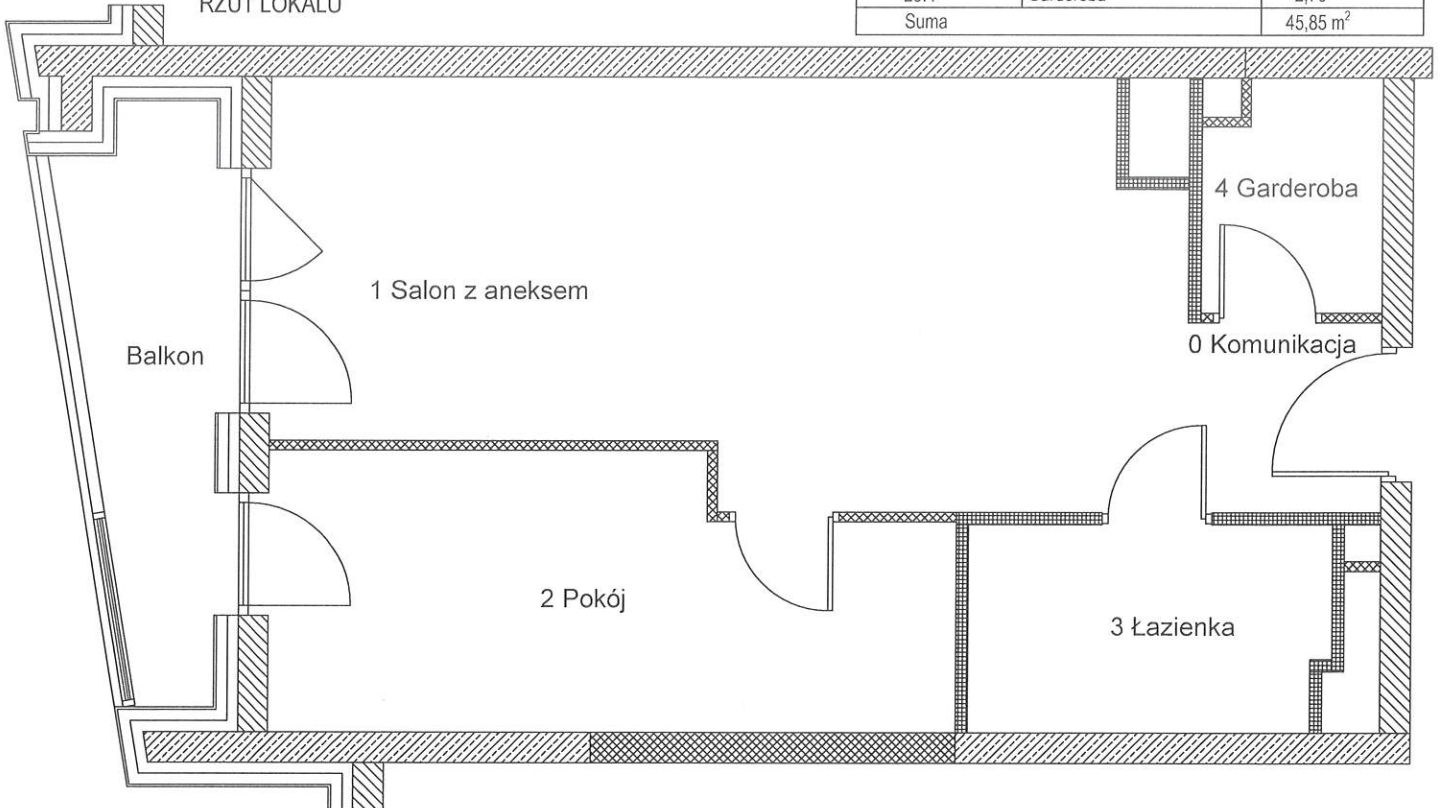 RZUT LOKALU
Suma 45,85 m²
4 Garderoba
1 Salon z aneksem
0 Komunikacja
Balkon
2 Pokój
3 Łazienka